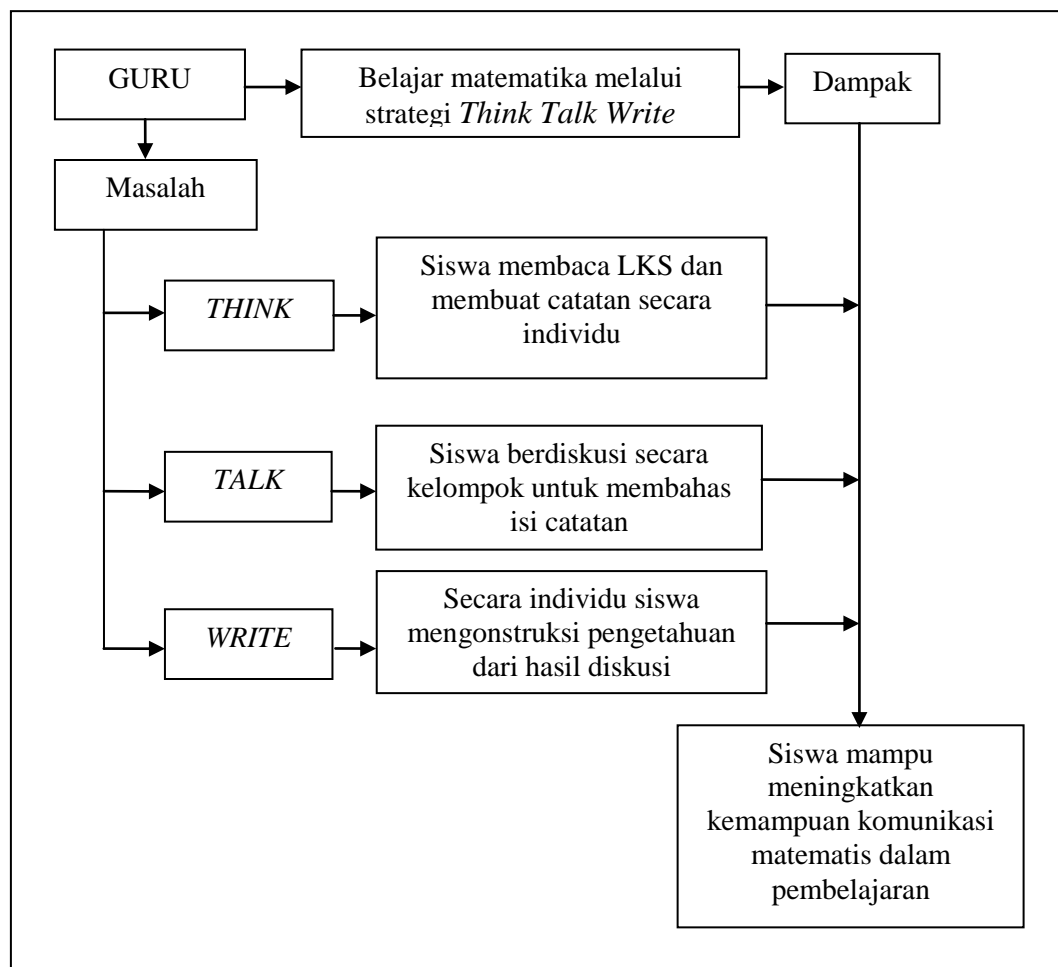 GURU
Belajar matematika melalui
strategi Think Talk Write
Dampak
Masalah
THINK
Siswa membaca LKS dan
membuat catatan secara
individu
TALK
Siswa berdiskusi secara
kelompok untuk membahas
isi catatan
WRITE
Secara individu siswa
mengonstruksi pengetahuan
dari hasil diskusi
Siswa mampu
meningkatkan
kemampuan komunikasi
matematis dalam
pembelajaran